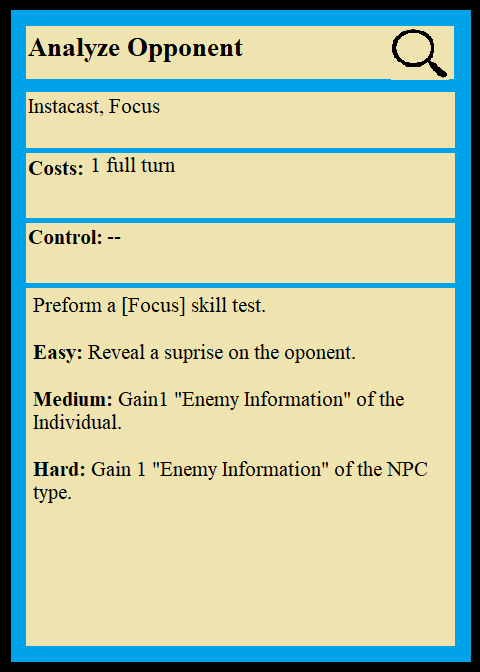 Analyze Opponent
Instacast, Focus
Costs: 1 full turn
Control: --
Preform a [Focus] skill test.
Easy: Reveal a suprise on the oponent.
Medium: Gain1 "Enemy Information" of the
Individual.
Hard: Gain 1 "Enemy Information" of the NPC
type.